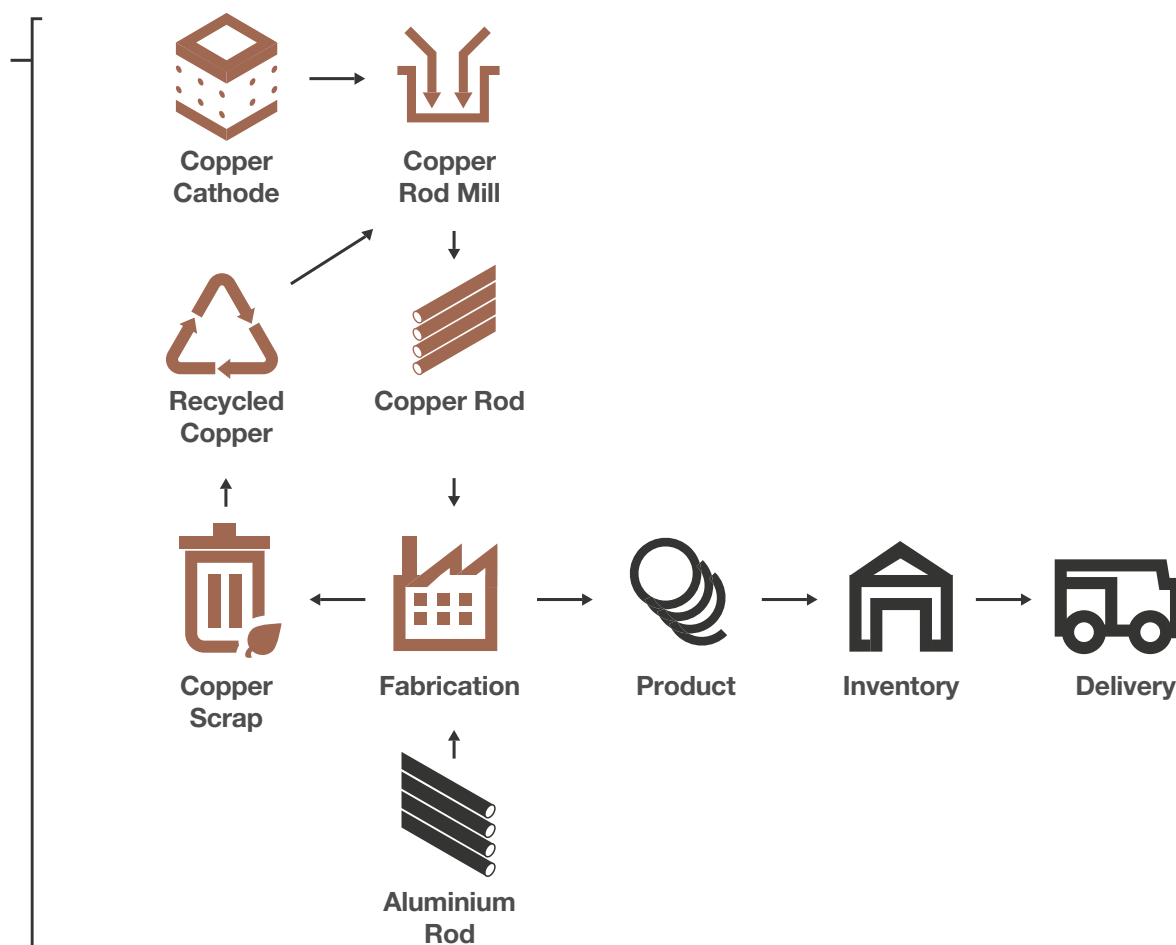 Copper
Cathode
Copper
Rod Mill
Recycled
Copper
Copper Rod
Copper
Scrap
Fabrication
Product
Inventory
Delivery
Aluminium
Rod